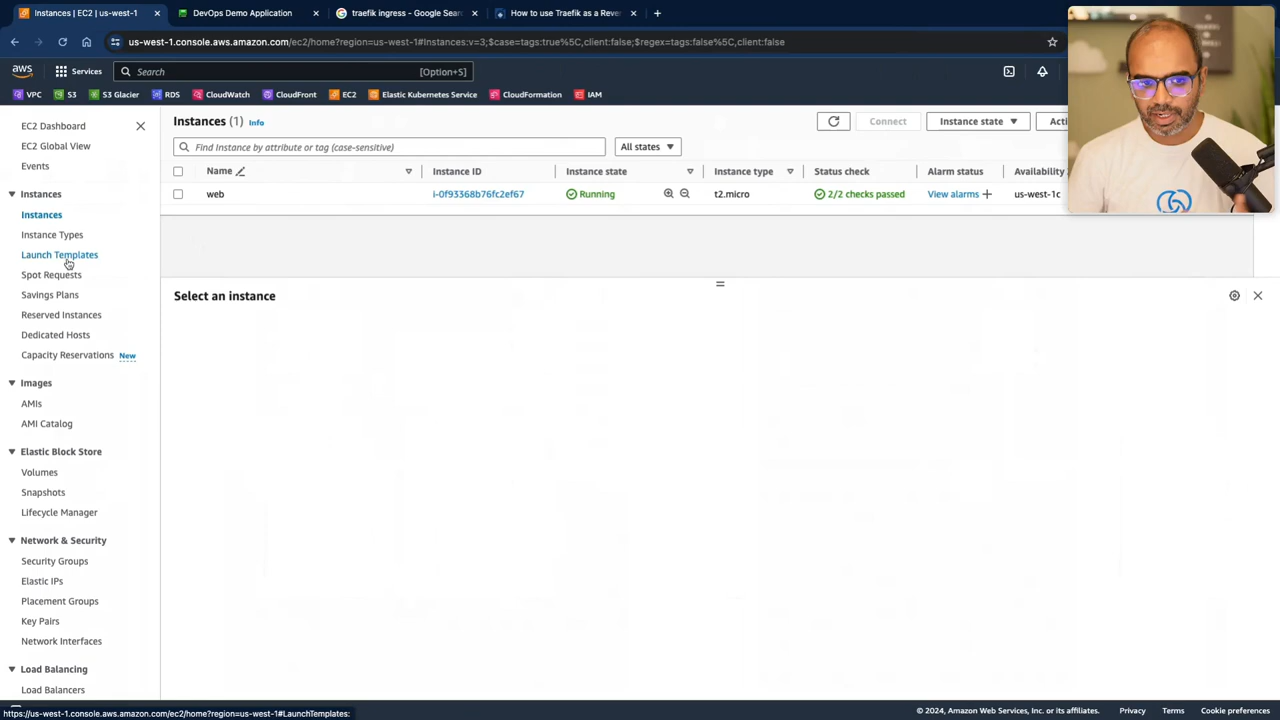 Instances | EC2 | us-west-1
DevOps Demo Application
traefik ingress - Google Sear
How to use Traefik as a Rever
us-west-1.console.aws.amazon.com/ec2/home?region=us-west-1#Instances:v=3;$case=tags:true%5C,client:false;$regex=tags:false%5C,client:false
aws
Services
Search
[Option+S]
VPC
S3
S3 Glacier
RDS
CloudWatch
CloudFront
EC2
Elastic Kubernetes Service
CloudFormation
IAM
EC2 Dashboard
EC2 Global View
Events
Instances
Instances
Instance Types
Launch Templates
Spot Requests
Savings Plans
Reserved Instances
Dedicated Hosts
Capacity Reservations New
Images
AMIs
AMI Catalog
Elastic Block Store
Volumes
Snapshots
Lifecycle Manager
Network & Security
Security Groups
Elastic IPs
Placement Groups
Key Pairs
Network Interfaces
Load Balancing
Load Balancers
Instances (1) Info
Connect
Instance state
Acti
Find Instance by attribute or tag (case-sensitive)
All states
Name
Instance ID
Instance state
Instance type
Status check
Alarm status
Availability
web
i-0f93368b76fc2ef67
Running
t2.micro
2/2 checks passed
View alarms
us-west-1c
Select an instance
https://us-west-1.console.aws.amazon.com/ec2/home?region=us-west-1#LaunchTemplates:
© 2024, Amazon Web Services, Inc. or its affiliates.
Privacy
Terms
Cookie preferences